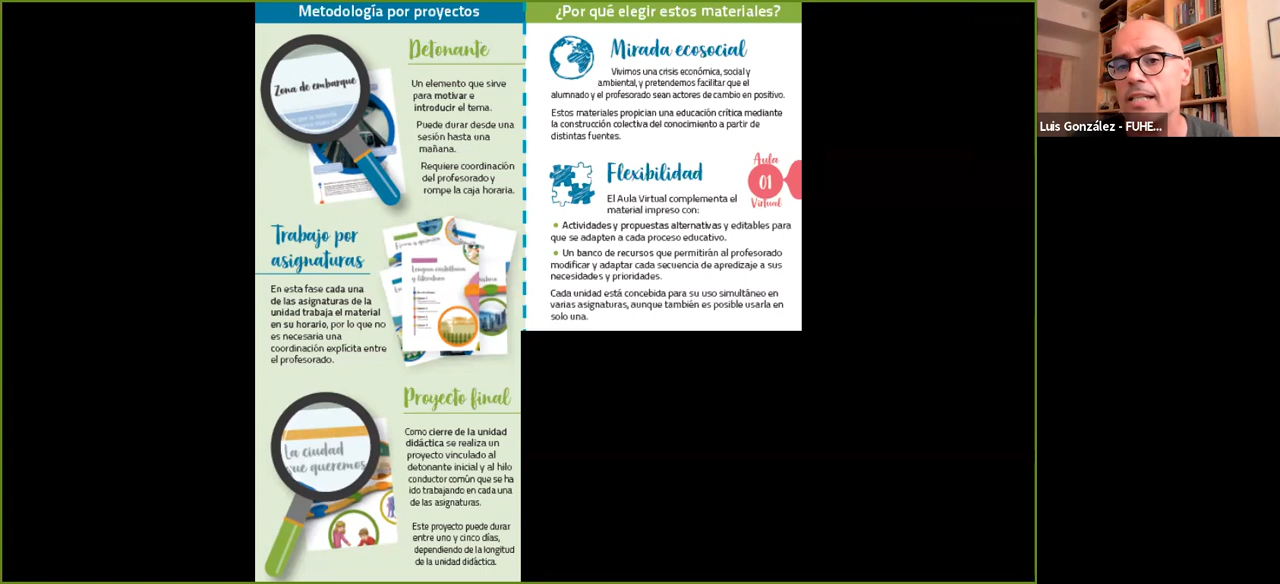 Metodología por proyectos
Zona de embarque
Detonante
Un elemento que sirve
para motivar e
introducir el tema.
Puede durar desde una
sesión hasta una
mañana.
Requiere coordinación
del profesorado y
rompe la caja horaria.
Trabajo por
asignaturas
En esta fase cada una
de las asignaturas de la
unidad trabaja el material
en su horario, por lo que no
es necesaria una
coordinación explícita entre
el profesorado.
Lengua castellana
y literatura
Proyecto final
La ciudad
que queremos
Como cierre de la unidad
didáctica se realiza un
proyecto vinculado al
detonante inicial y al hilo
conductor común que se ha
ido trabajando en cada una
de las asignaturas.
Este proyecto puede durar
entre uno y cinco días,
dependiendo de la longitud
de la unidad didáctica.
¿Por qué elegir estos materiales?
Mirada ecosocial
Vivimos una crisis económica, social y
ambiental, y pretendemos facilitar que el
alumnado y el profesorado sean actores de cambio en positivo.
Estos materiales propician una educación crítica mediante
la construcción colectiva del conocimiento a partir de
distintas fuentes.
Flexibilidad
Aula
01
Virtual
El Aula Virtual complementa el
material impreso con:
• Actividades y propuestas alternativas y editables para
que se adapten a cada proceso educativo.
• Un banco de recursos que permitirán al profesorado
modificar y adaptar cada secuencia de apredizaje a sus
necesidades y prioridades.
Cada unidad está concebida para su uso simultáneo en
varias asignaturas, aunque también es posible usarla en
solo una.
Luis González - FUHE...